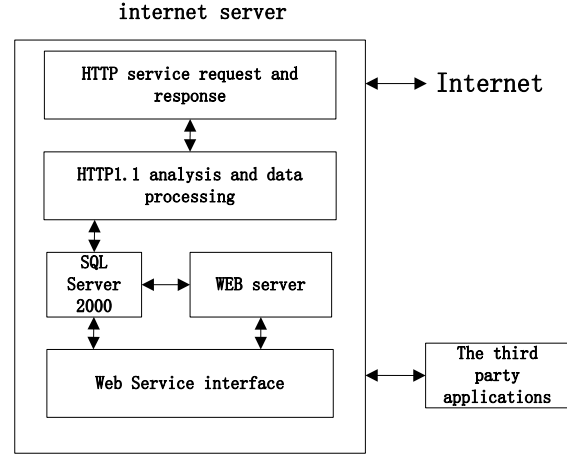 internet server
HTTP service request and
response
Internet
HTTP1.1 analysis and data
processing
SQL
Server
2000
WEB server
Web Service interface
The third
party
applications